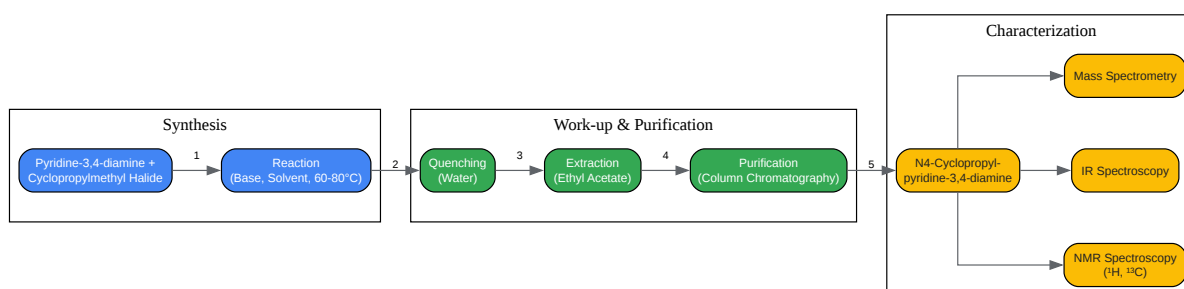 Characterization
Mass Spectrometry
Synthesis
Work-up & Purification
Pyridine-3,4-diamine +
Cyclopropylmethyl Halide
1
Reaction
(Base, Solvent, 60-80°C)
2
Quenching
(Water)
3
Extraction
(Ethyl Acetate)
4
Purification
(Column Chromatography)
5
N4-Cyclopropyl-
pyridine-3,4-diamine
IR Spectroscopy
NMR Spectroscopy
(¹H, ¹³C)